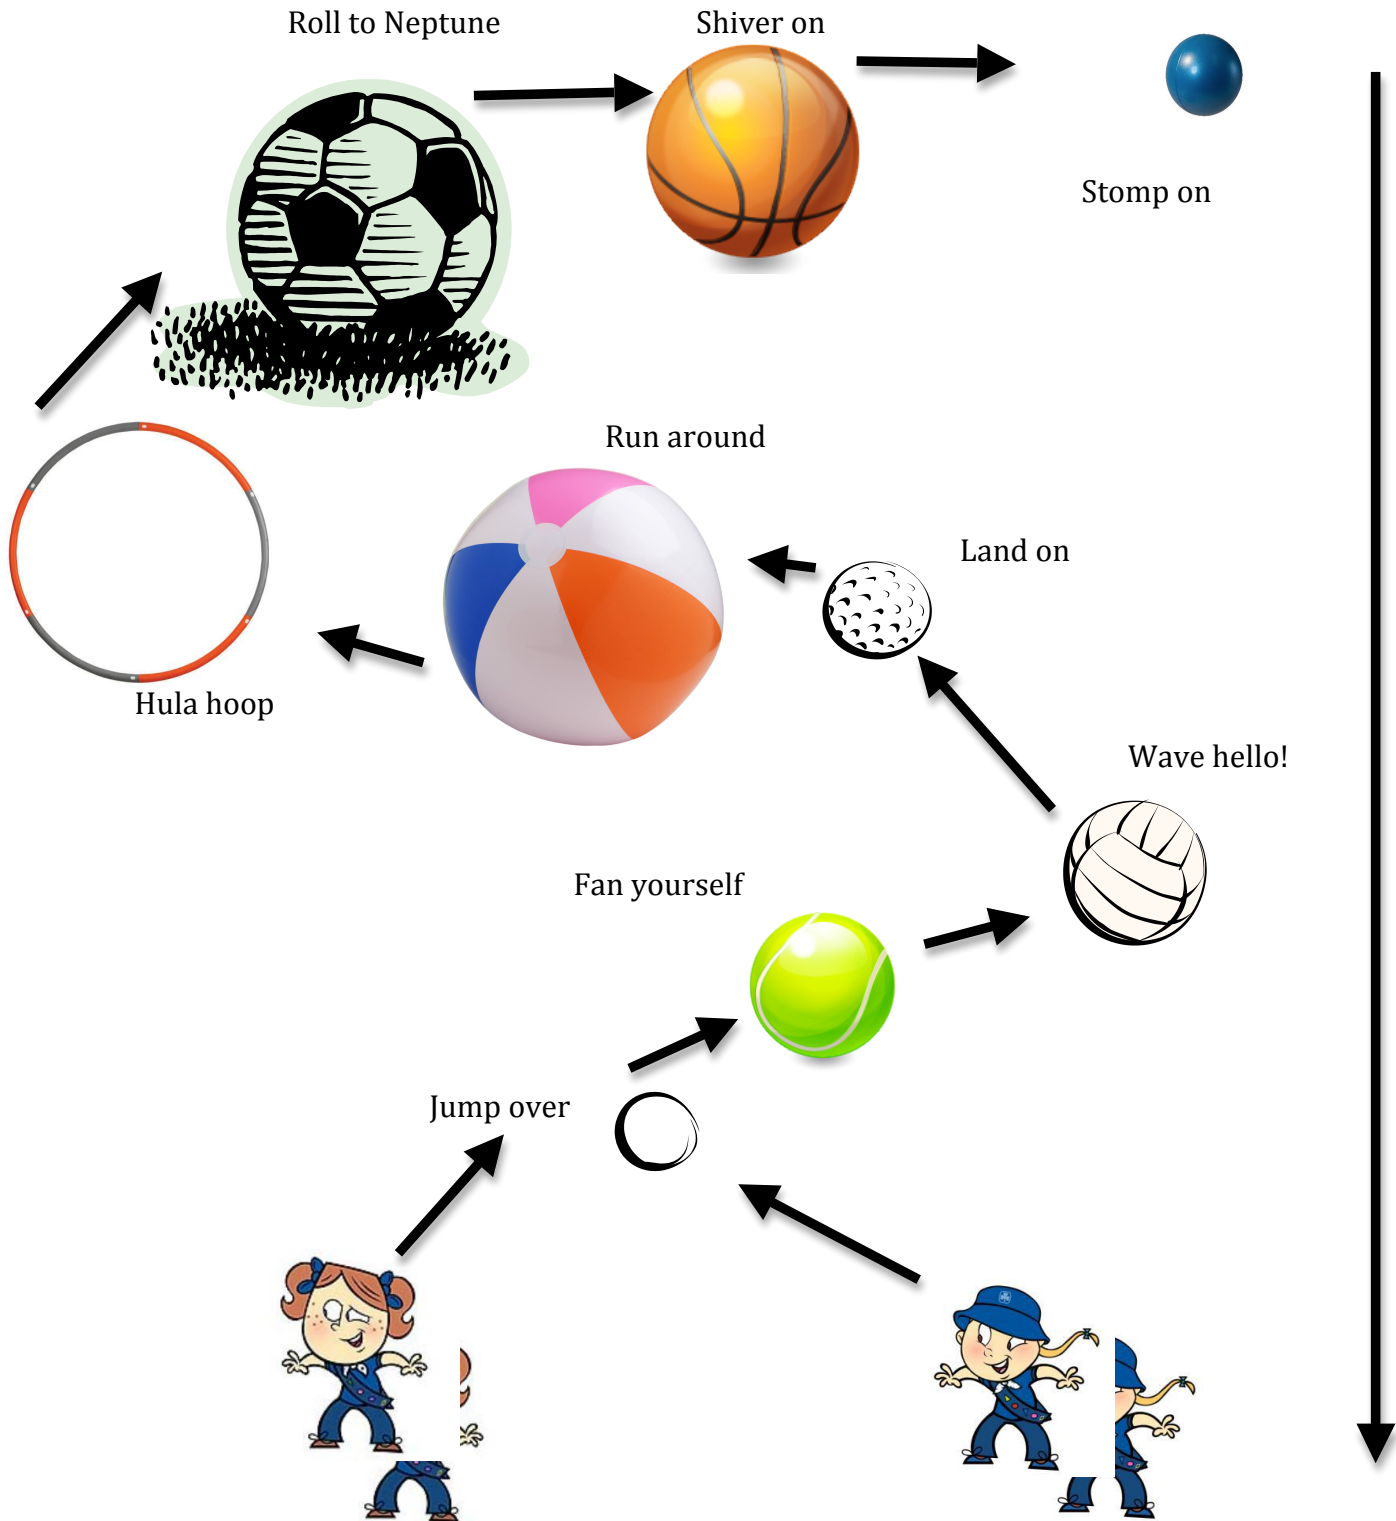 Roll to Neptune
Shiver on
Stomp on
Run around
Land on
Hula hoop
Wave hello!
Fan yourself
Jump over